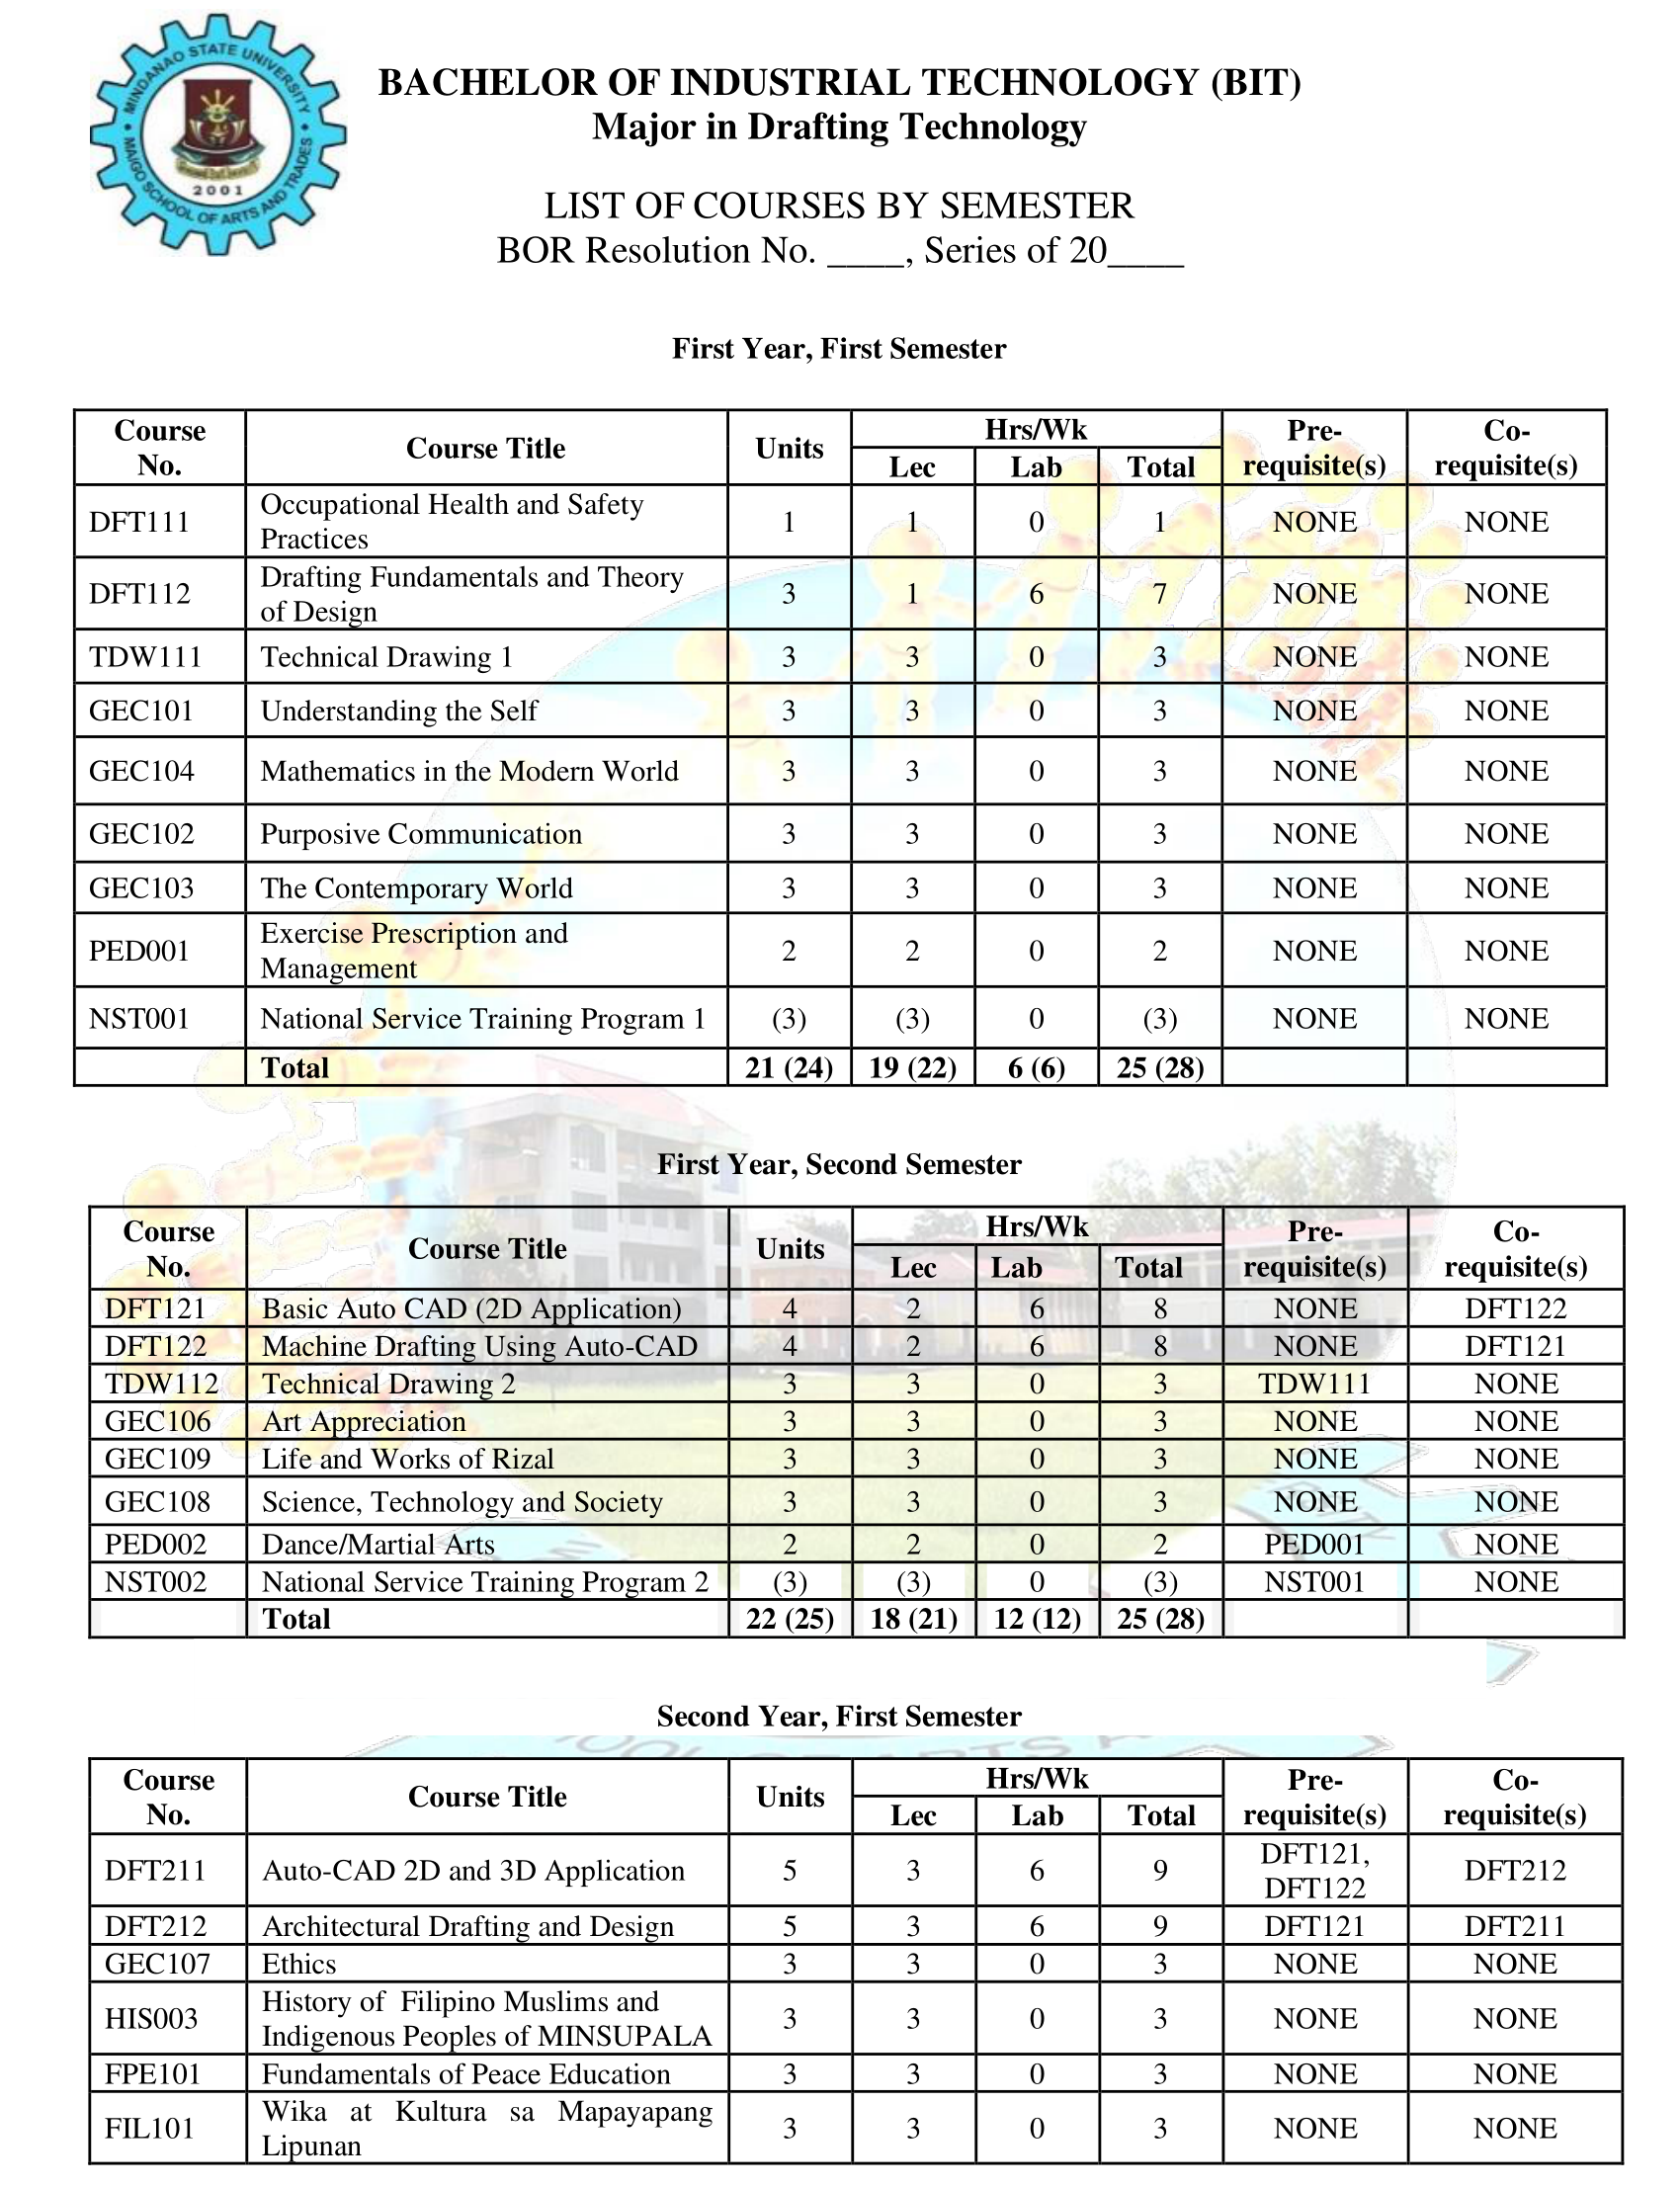 MINDANAO STATE UNIVERSITY
MAIGO SCHOOL OF ARTS AND TRADES
2001
BACHELOR OF INDUSTRIAL TECHNOLOGY (BIT)
Major in Drafting Technology
LIST OF COURSES BY SEMESTER
BOR Resolution No. ____, Series of 20____
First Year, First Semester
Course No. Course Title Units Hrs/Wk Pre-requisite(s) Co-requisite(s)
Lec Lab Total
DFT111 Occupational Health and Safety Practices 1 1 0 1 NONE NONE
DFT112 Drafting Fundamentals and Theory of Design 3 1 6 7 NONE NONE
TDW111 Technical Drawing 1 3 3 0 3 NONE NONE
GEC101 Understanding the Self 3 3 0 3 NONE NONE
GEC104 Mathematics in the Modern World 3 3 0 3 NONE NONE
GEC102 Purposive Communication 3 3 0 3 NONE NONE
GEC103 The Contemporary World 3 3 0 3 NONE NONE
PED001 Exercise Prescription and Management 2 2 0 2 NONE NONE
NST001 National Service Training Program 1 (3) (3) 0 (3) NONE NONE
Total 21 (24) 19 (22) 6 (6) 25 (28)
First Year, Second Semester
Course No. Course Title Units Hrs/Wk Pre-requisite(s) Co-requisite(s)
Lec Lab Total
DFT121 Basic Auto CAD (2D Application) 4 2 6 8 NONE DFT122
DFT122 Machine Drafting Using Auto-CAD 4 2 6 8 NONE DFT121
TDW112 Technical Drawing 2 3 3 0 3 TDW111 NONE
GEC106 Art Appreciation 3 3 0 3 NONE NONE
GEC109 Life and Works of Rizal 3 3 0 3 NONE NONE
GEC108 Science, Technology and Society 3 3 0 3 NONE NONE
PED002 Dance/Martial Arts 2 2 0 2 PED001 NONE
NST002 National Service Training Program 2 (3) (3) 0 (3) NST001 NONE
Total 22 (25) 18 (21) 12 (12) 25 (28)
Second Year, First Semester
Course No. Course Title Units Hrs/Wk Pre-requisite(s) Co-requisite(s)
Lec Lab Total
DFT211 Auto-CAD 2D and 3D Application 5 3 6 9 DFT121, DFT122 DFT212
DFT212 Architectural Drafting and Design 5 3 6 9 DFT121 DFT211
GEC107 Ethics 3 3 0 3 NONE NONE
HIS003 History of Filipino Muslims and Indigenous Peoples of MINSUPALA 3 3 0 3 NONE NONE
FPE101 Fundamentals of Peace Education 3 3 0 3 NONE NONE
FIL101 Wika at Kultura sa Mapayapang Lipunan 3 3 0 3 NONE NONE